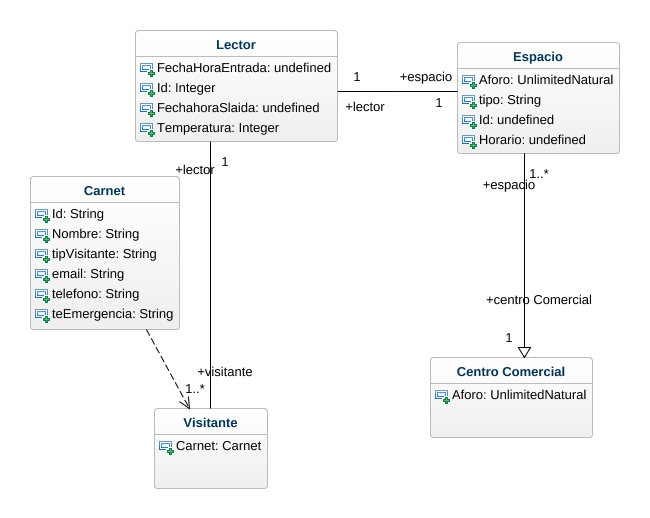 Lector
FechaHoraEntrada: undefined
Id: Integer
FechahoraSlaida: undefined
Temperatura: Integer
1
+espacio
+lector
1
Espacio
Aforo: UnlimitedNatural
tipo: String
Id: undefined
Horario: undefined
1
+lector
1..*
+espacio
Carnet
Id: String
Nombre: String
tipVisitante: String
email: String
telefono: String
teEmergencia: String
+centro Comercial
1
+visitante
1..*
Centro Comercial
Aforo: UnlimitedNatural
Visitante
Carnet: Carnet